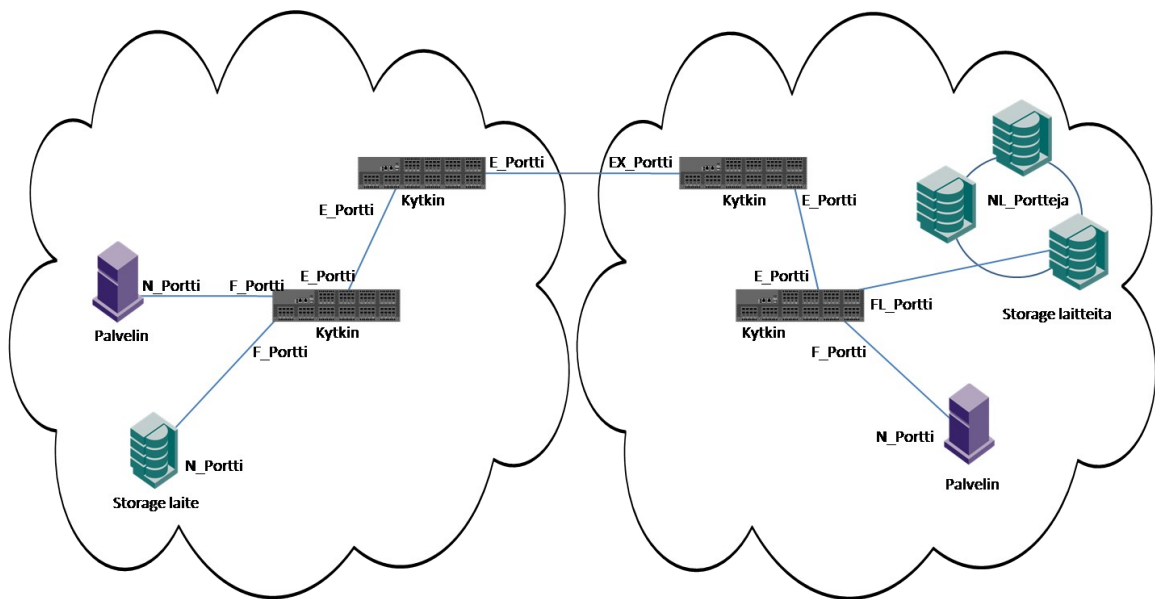 E_Portti
EX_Portti
Kytkin
Kytkin
E_Portti
E_Portti
NL_Portteja
E_Portti
E_Portti
N_Portti
F_Portti
Palvelin
Kytkin
F_Portti
Kytkin
FL_Portti
Storage laitteita
F_Portti
N_Portti
Storage laite
N_Portti
Palvelin